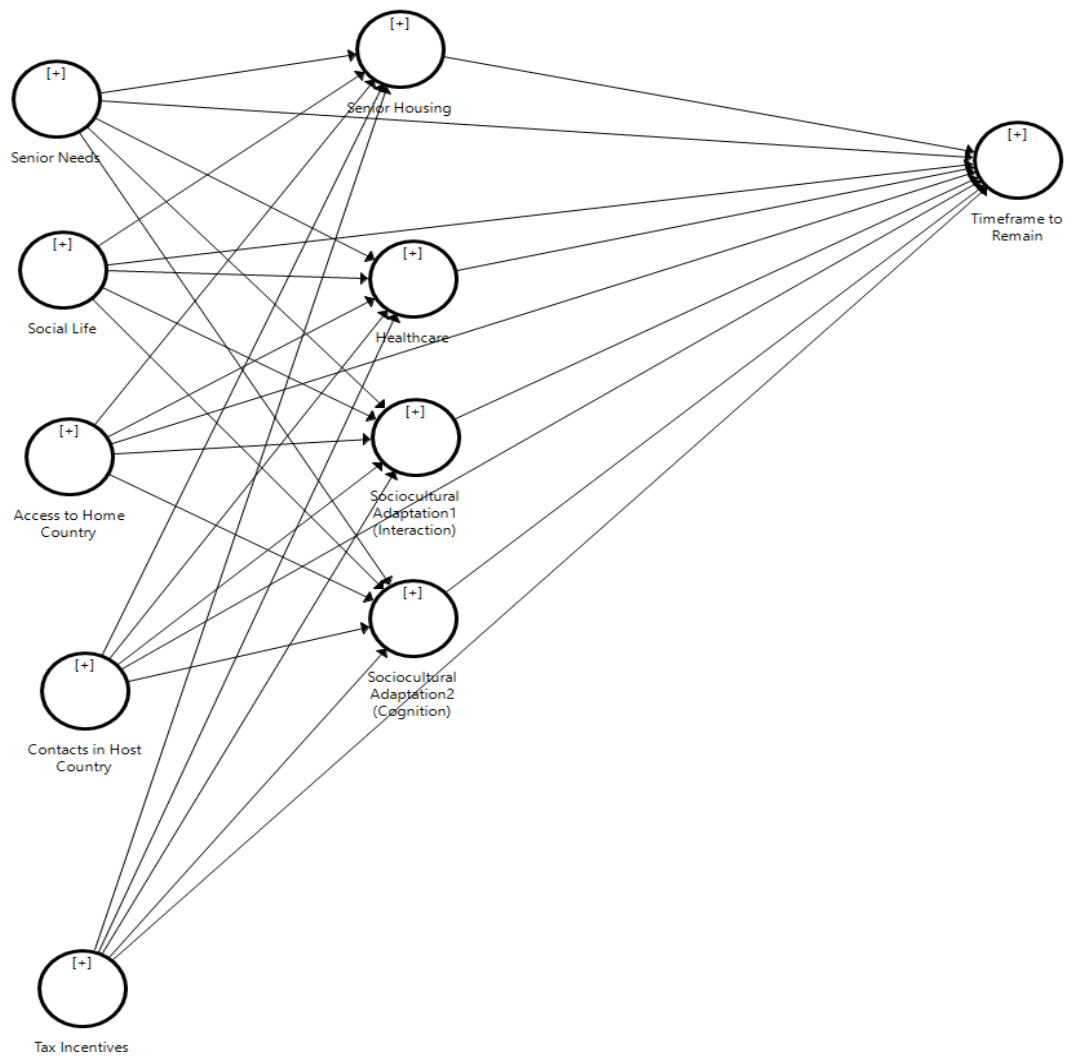 [+]
Senior Housing
[+]
Senior Needs
[+]
Timeframe to
Remain
[+]
Social Life
[+]
Healthcare
[+]
Sociocultural
Adaptation1
(Interaction)
[+]
Access to Home
Country
[+]
Sociocultural
Adaptation2
(Cognition)
[+]
Contacts in Host
Country
[+]
Tax Incentives